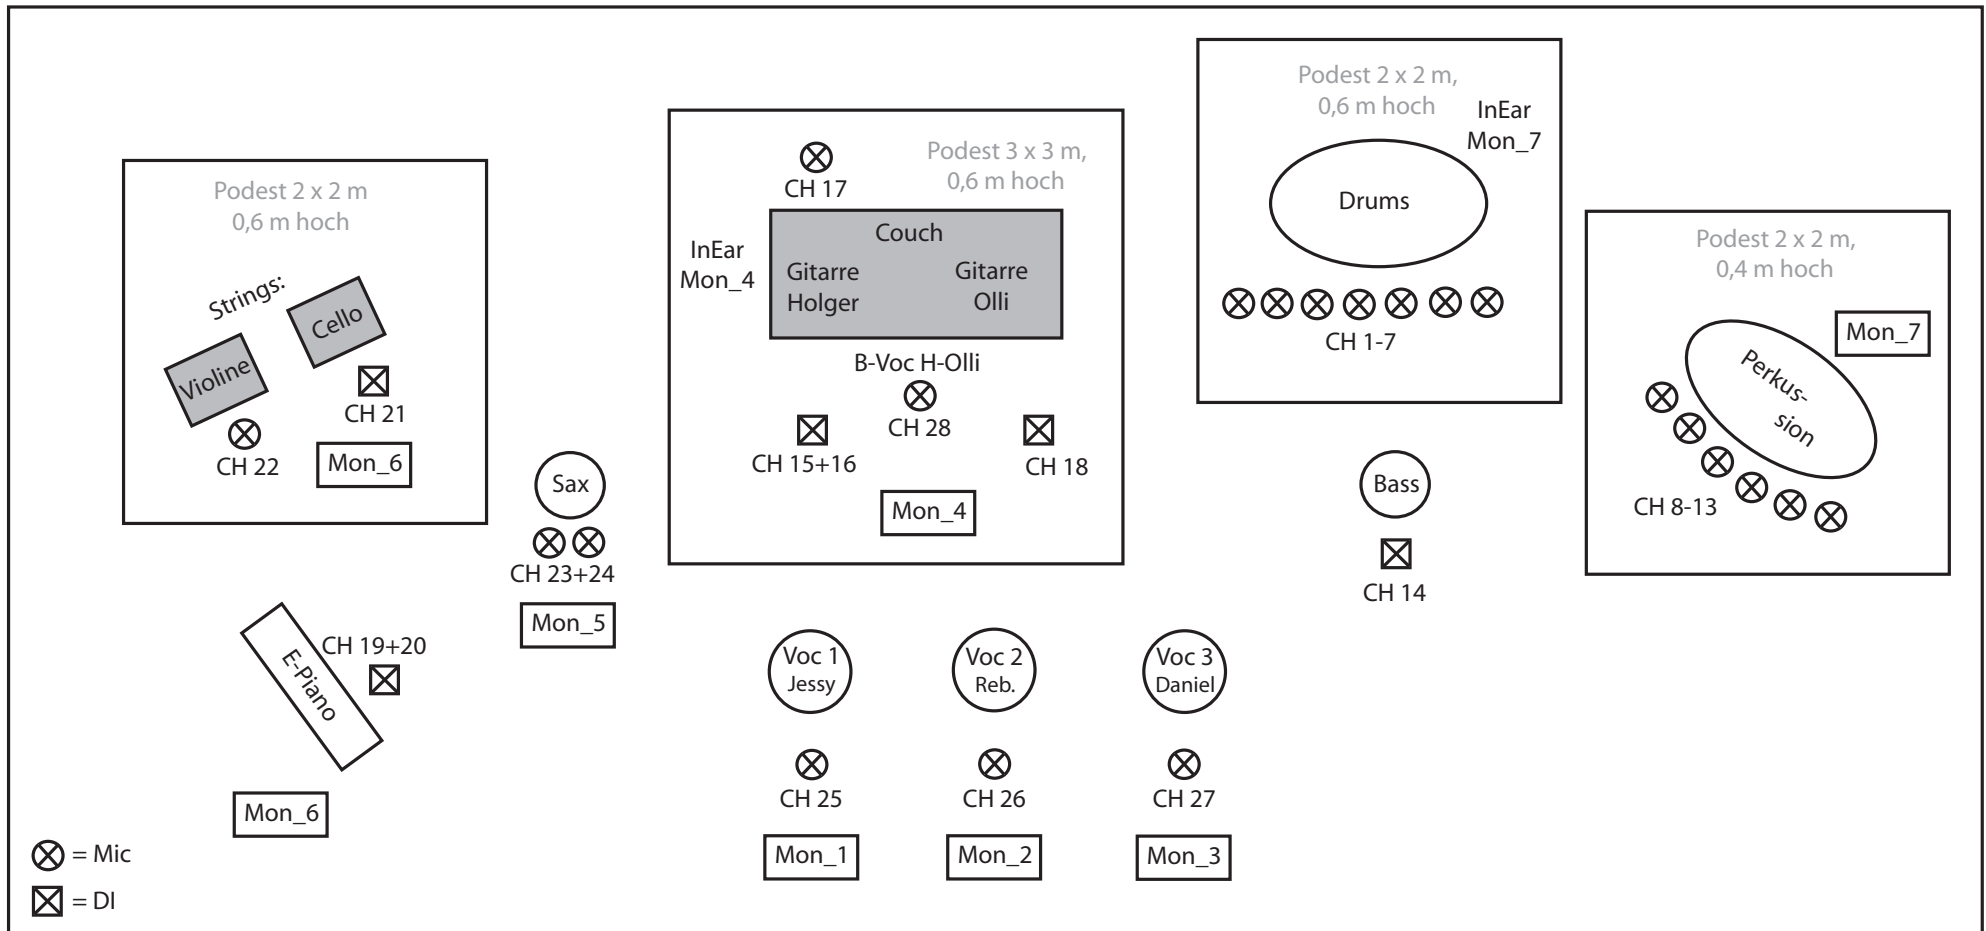 Podest 2 x 2 m
0,6 m hoch
Strings:
Cello
Violine
CH 21
CH 22
Mon_6
Sax
CH 23+24
Mon_5
CH 19+20
E-Piano
Mon_6
= Mic
= DI
CH 17
Podest 3 x 3 m,
0,6 m hoch
InEar
Mon_4
Couch
Gitarre
Holger
Gitarre
Olli
B-Voc H-Olli
CH 28
CH 15+16
CH 18
Mon_4
Podest 2 x 2 m,
0,6 m hoch
InEar
Mon_7
Drums
CH 1-7
Bass
CH 14
Podest 2 x 2 m,
0,4 m hoch
Mon_7
Perkus-
sion
CH 8-13
Voc 1
Jessy
CH 25
Mon_1
Voc 2
Reb.
CH 26
Mon_2
Voc 3
Daniel
CH 27
Mon_3